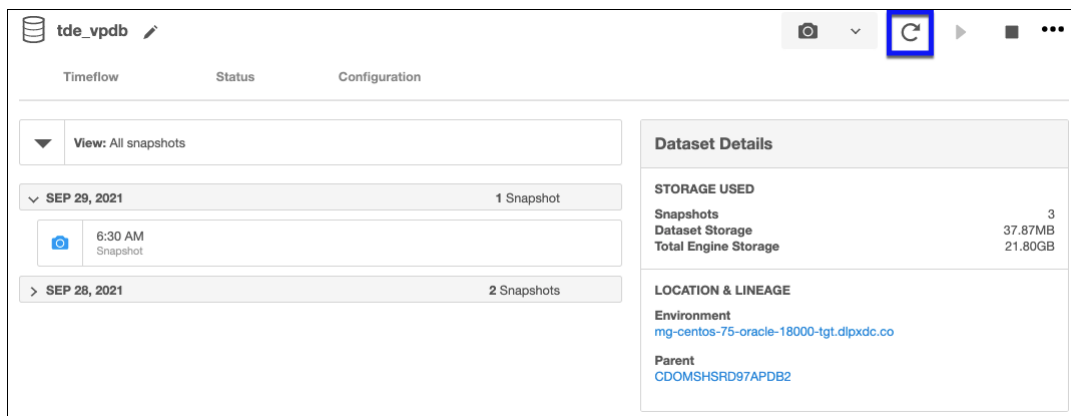 tde_vpdb
Timeflow Status Configuration
View: All snapshots
SEP 29, 2021 1 Snapshot
6:30 AM
Snapshot
SEP 28, 2021 2 Snapshots
Dataset Details
STORAGE USED
Snapshots 3
Dataset Storage 37.87MB
Total Engine Storage 21.80GB
LOCATION & LINEAGE
Environment
mg-centos-75-oracle-18000-tgt.dlpxdc.co
Parent
CDOMSHSRD97APDB2